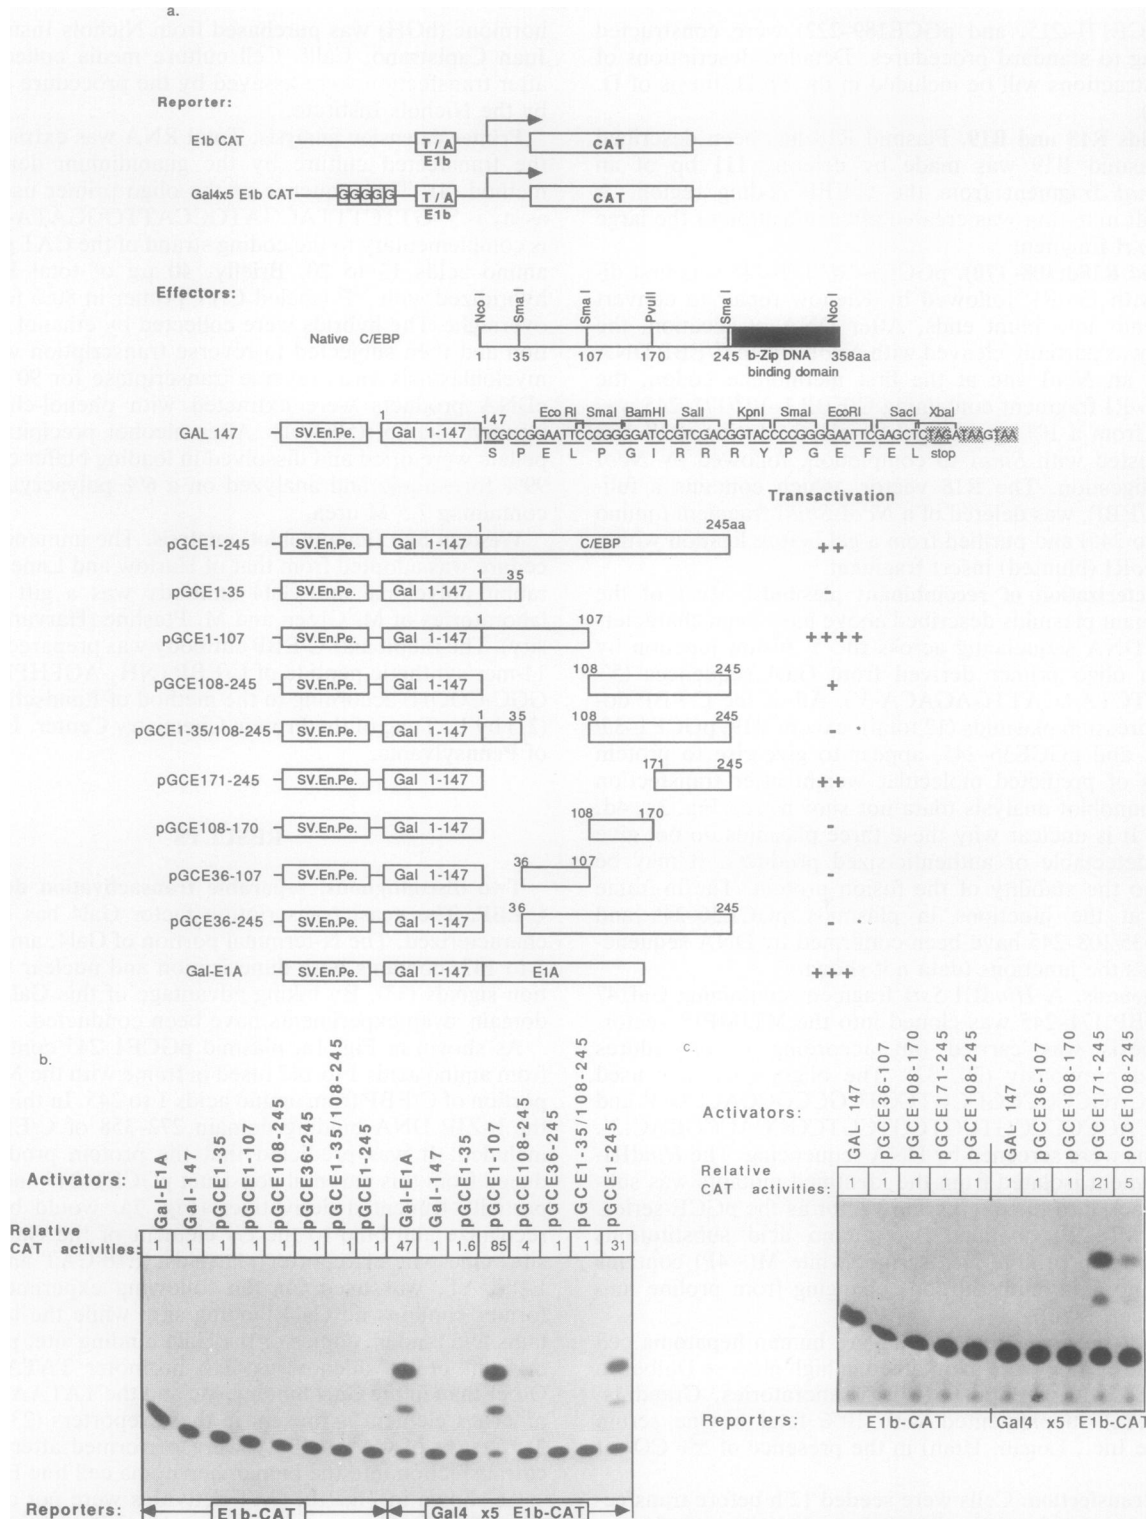 a.
Reporter:
E1b CAT
T / A
CAT
E1b
Gal4x5 E1b CAT
GGGGG
T / A
CAT
E1b
Effectors:
Nco I
Sma I
Sma I
PvuII
Sma I
Nco I
Native C/EBP
1 35 107 170 245 358aa
b-Zip DNA
binding domain
1 147
Eco RI SmaI BamHI SalI KpnI SmaI EcoRI SacI XbaI
GAL 147
SV.En.Pe.
Gal 1-147
TCGCCGGAATTCCCGGGGATCCGTCGACGGTACCCCGGGGAATTCGAGCTCTAGATAAGTAA
S P E L P G I R R R Y P G E F E L stop
Transactivation
1 245aa
pGCE1-245 SV.En.Pe. Gal 1-147 C/EBP ++
1 35
pGCE1-35 SV.En.Pe. Gal 1-147 -
1 107
pGCE1-107 SV.En.Pe. Gal 1-147 ++++
108 245
pGCE108-245 SV.En.Pe. Gal 1-147 +
1 35 108 245
pGCE1-35/108-245 SV.En.Pe. Gal 1-147 -
171 245
pGCE171-245 SV.En.Pe. Gal 1-147 ++
108 170
pGCE108-170 SV.En.Pe. Gal 1-147 -
36 107
pGCE36-107 SV.En.Pe. Gal 1-147 -
36 245
pGCE36-245 SV.En.Pe. Gal 1-147 -
Gal-E1A SV.En.Pe. Gal 1-147 E1A +++
b.
Activators:
Gal-E1A
Gal-147
pGCE1-35
pGCE1-107
pGCE108-245
pGCE36-245
pGCE1-35/108-245
pGCE1-245
Gal-E1A
Gal-147
pGCE1-35
pGCE1-107
pGCE108-245
pGCE36-245
pGCE1-35/108-245
pGCE1-245
Relative
CAT activities: 1 1 1 1 1 1 1 1 47 1 1.6 85 4 1 1 31
Reporters: E1b-CAT Gal4 x5 E1b-CAT
c.
Activators:
GAL 147
pGCE36-107
pGCE108-170
pGCE171-245
pGCE108-245
GAL 147
pGCE36-107
pGCE108-170
pGCE171-245
pGCE108-245
Relative
CAT activities: 1 1 1 1 1 1 1 1 21 5
Reporters: E1b-CAT Gal4 x5 E1b-CAT